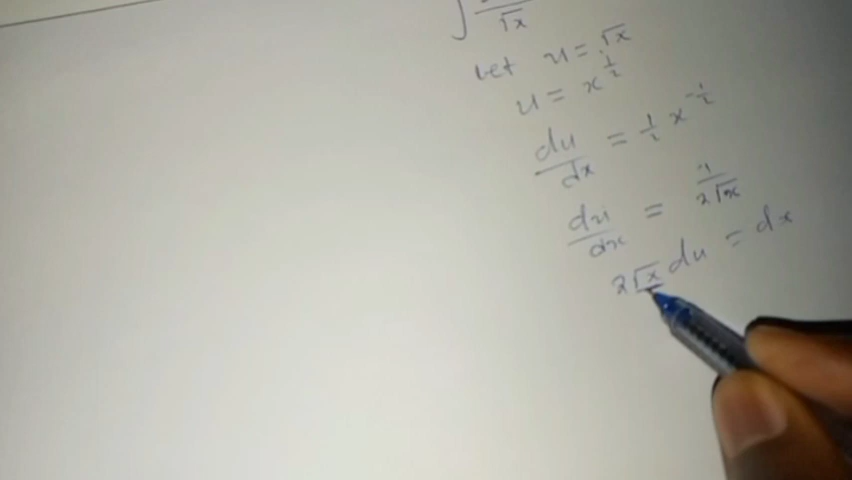 ∫ /√x
let u = √x
u = x^½
du/dx = ½ x^-½
du/dx = 1/2√x
2√x du = dx